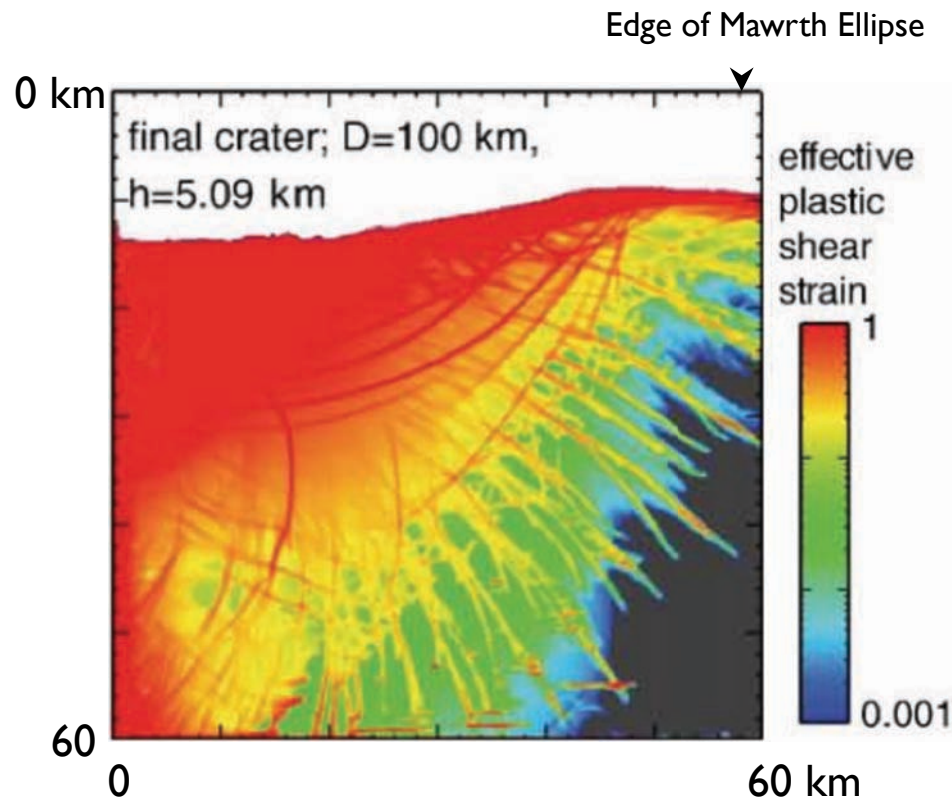 Edge of Mawrth Ellipse
0 km
final crater; D=100 km,
h=5.09 km
effective
plastic
shear
strain
1
0.001
60
0
60 km